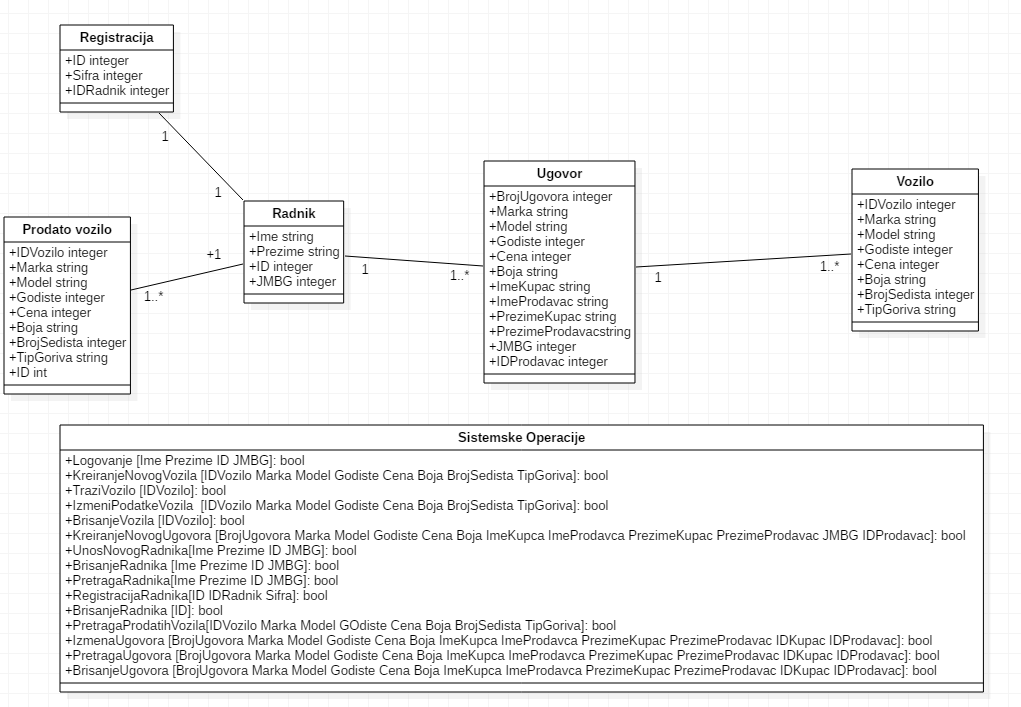 Registracija
+ID integer
+Sifra integer
+IDRadnik integer
1
1
Prodato vozilo
+IDVozilo integer
+Marka string
+Model string
+Godiste integer
+Cena integer
+Boja string
+BrojSedista integer
+TipGoriva string
+ID int
+1
1..*
Radnik
+Ime string
+Prezime string
+ID integer
+JMBG integer
1
1..*
Ugovor
+BrojUgovora integer
+Marka string
+Model string
+Godiste integer
+Cena integer
+Boja string
+ImeKupac string
+ImeProdavac string
+PrezimeKupac string
+PrezimeProdavacstring
+JMBG integer
+IDProdavac integer
1
1..*
Vozilo
+IDVozilo integer
+Marka string
+Model string
+Godiste integer
+Cena integer
+Boja string
+BrojSedista integer
+TipGoriva string
Sistemske Operacije
+Logovanje [Ime Prezime ID JMBG]: bool
+KreiranjeNovogVozila [IDVozilo Marka Model Godiste Cena Boja BrojSedista TipGoriva]: bool
+TraziVozilo [IDVozilo]: bool
+IzmeniPodatkeVozila  [IDVozilo Marka Model Godiste Cena Boja BrojSedista TipGoriva]: bool
+BrisanjeVozila [IDVozilo]: bool
+KreiranjeNovogUgovora [BrojUgovora Marka Model Godiste Cena Boja ImeKupca ImeProdavca PrezimeKupac PrezimeProdavac JMBG IDProdavac]: bool
+UnosNovogRadnika[Ime Prezime ID JMBG]: bool
+BrisanjeRadnika [Ime Prezime ID JMBG]: bool
+PretragaRadnika[Ime Prezime ID JMBG]: bool
+RegistracijaRadnika[ID IDRadnik Sifra]: bool
+BrisanjeRadnika [ID]: bool
+PretragaProdatihVozila[IDVozilo Marka Model GOdiste Cena Boja BrojSedista TipGoriva]: bool
+IzmenaUgovora [BrojUgovora Marka Model Godiste Cena Boja ImeKupca ImeProdavca PrezimeKupac PrezimeProdavac IDKupac IDProdavac]: bool
+PretragaUgovora [BrojUgovora Marka Model Godiste Cena Boja ImeKupca ImeProdavca PrezimeKupac PrezimeProdavac IDKupac IDProdavac]: bool
+BrisanjeUgovora [BrojUgovora Marka Model Godiste Cena Boja ImeKupca ImeProdavca PrezimeKupac PrezimeProdavac IDKupac IDProdavac]: bool